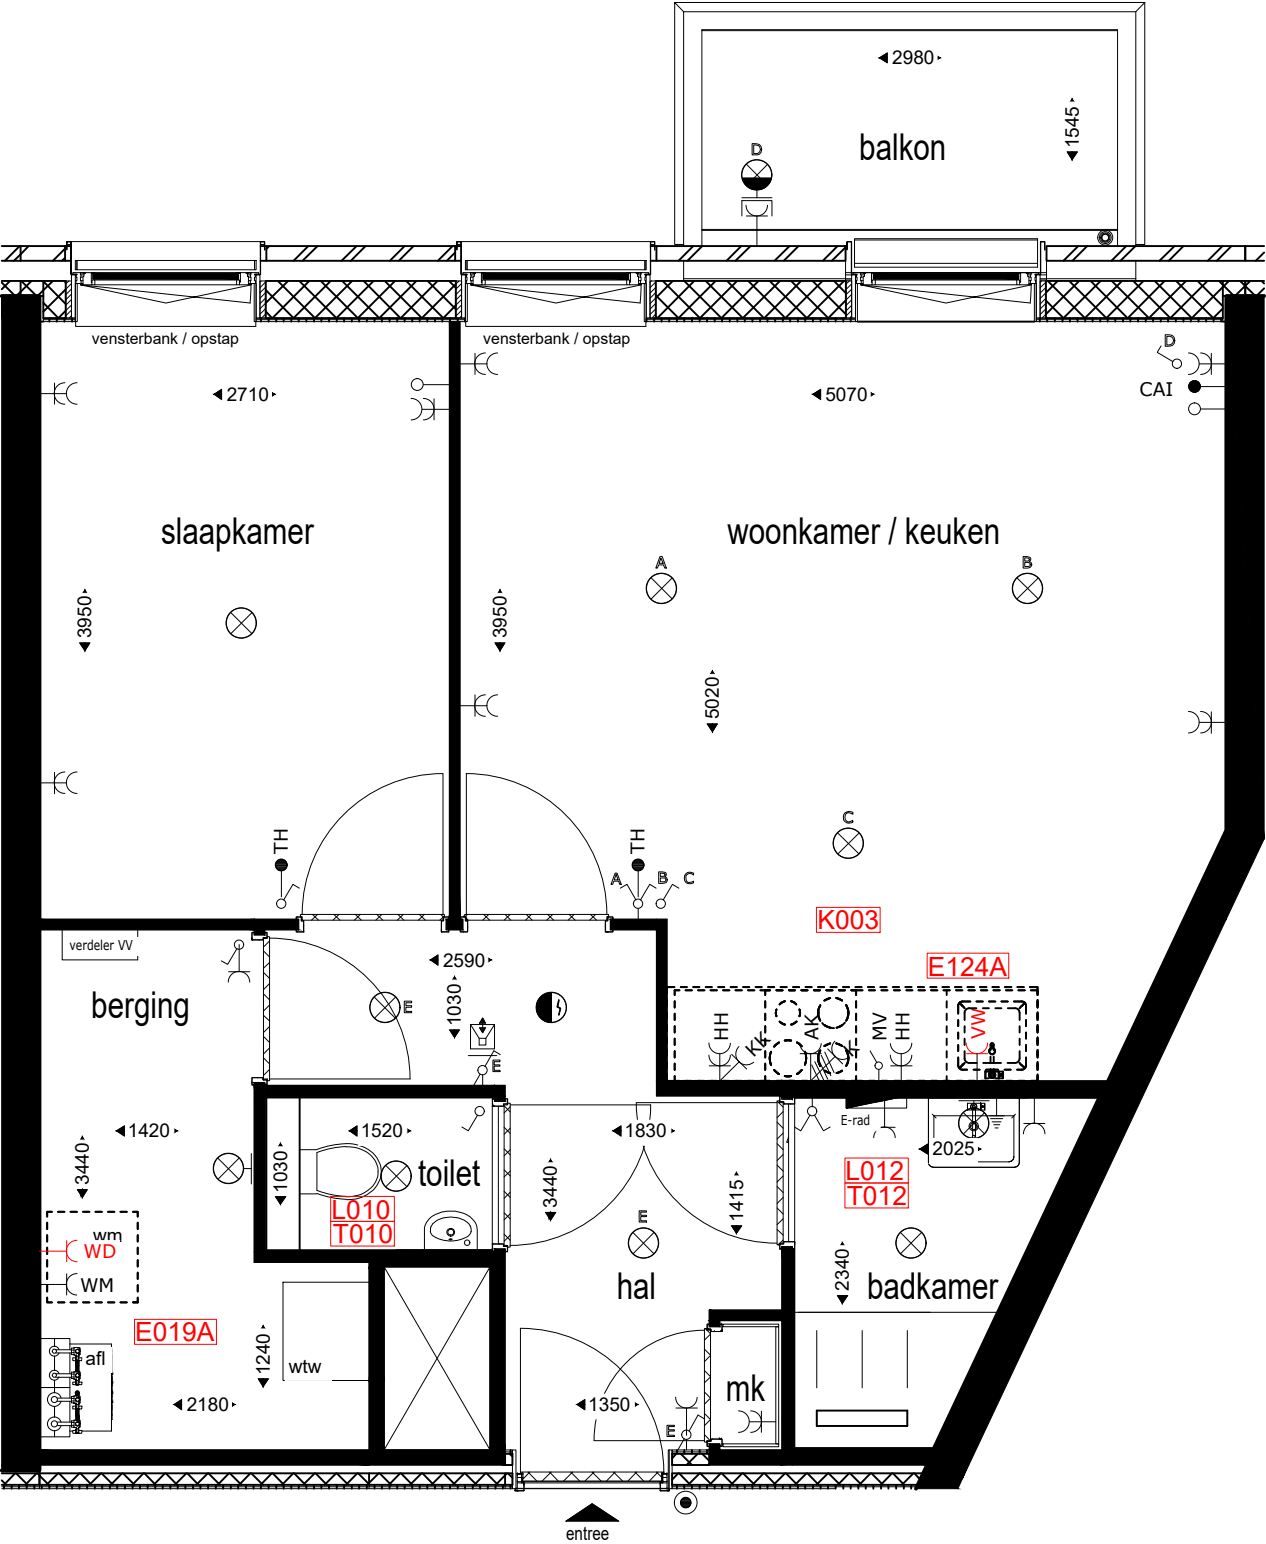 2980
1545
D
balkon
vensterbank / opstap
vensterbank / opstap
D
2710
5070
CAI
slaapkamer
woonkamer / keuken
A
B
3950
3950
5020
C
TH
TH
A
B
C
K003
verdeler VV
2590
E124A
berging
E
1030
HH
KK
AK
OK
MV
HH
VW
E
1420
1520
1830
E-rad
2025
3440
1030
toilet
3440
1415
L012
T012
L010
T010
E
wm
WD
WM
hal
2340
badkamer
E019A
1240
afl
wtw
mk
2180
1350
E
entree